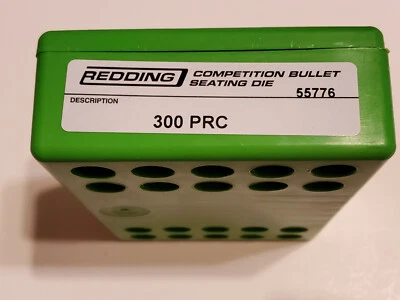 REDDING COMPETITION BULLET
SEATING DIE
55776
DESCRIPTION
300 PRC